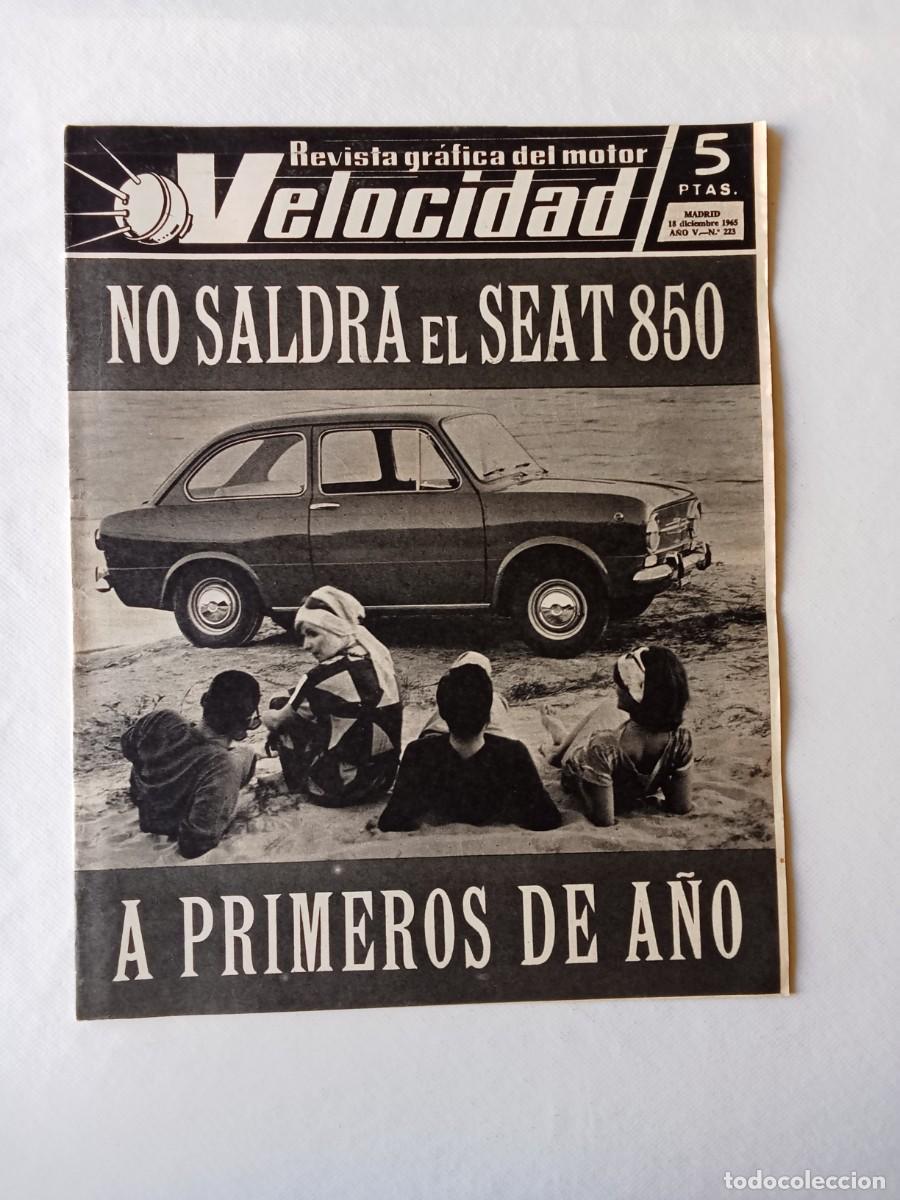 Revista gráfica del motor
Velocidad
5
PTAS.
MADRID
18 diciembre 1965
AÑO V.—N.° 223
NO SALDRA EL SEAT 850
A PRIMEROS DE AÑO
todocoleccion